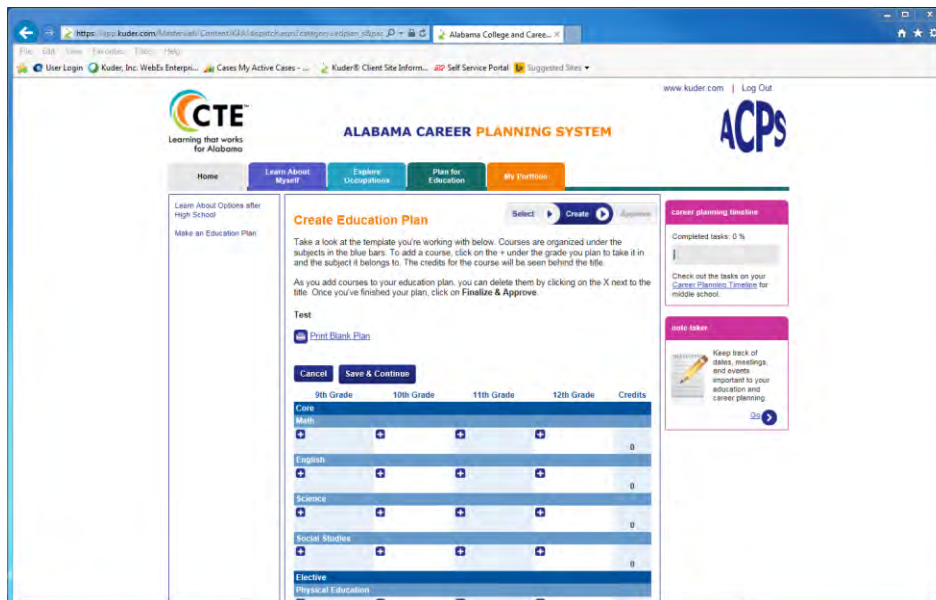 https://app.kuder.com/
Alabama College and Caree...
File Edit View Favorites Tools Help
User Login
Kuder, Inc. WebEx Enterpri...
Cases My Active Cases - ...
Kuder® Client Site Inform...
Self Service Portal
Suggested Sites
www.kuder.com | Log Out
CTE™
Learning that works
for Alabama
ALABAMA CAREER PLANNING SYSTEM
ACPS
Home
Learn About
Myself
Explore
Occupations
Plan for
Education
My Portfolio
Learn About Options after
High School
Make an Education Plan
Create Education Plan
Select
Create
Approve
Take a look at the template you're working with below. Courses are organized under the
subjects in the blue bars. To add a course, click on the + under the grade you plan to take it in
and the subject it belongs to. The credits for the course will be seen behind the title.
As you add courses to your education plan, you can delete them by clicking on the X next to the
title. Once you've finished your plan, click on Finalize & Approve.
Test
Print Blank Plan
Cancel
Save & Continue
9th Grade 10th Grade 11th Grade 12th Grade Credits
Core
Math
0
English
0
Science
0
Social Studies
0
Elective
Physical Education
career planning timeline
Completed tasks: 0 %
Check out the tasks on your
Career Planning Timeline for
middle school.
note taker
Keep track of
dates, meetings,
and events
important to your
education and
career planning.
Go